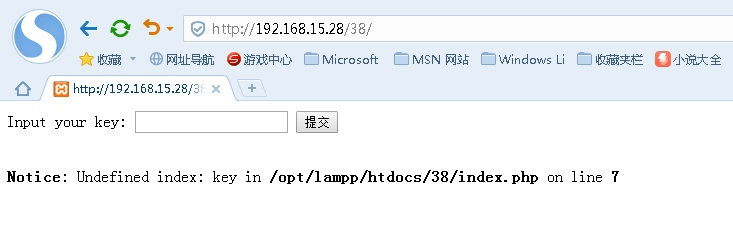 http://192.168.15.28/38/
收藏 网址导航 游戏中心 Microsoft MSN 网站 Windows Li 收藏夹栏 小说大全
http://192.168.15.28/38
Input your key: 提交
Notice: Undefined index: key in /opt/lampp/htdocs/38/index.php on line 7